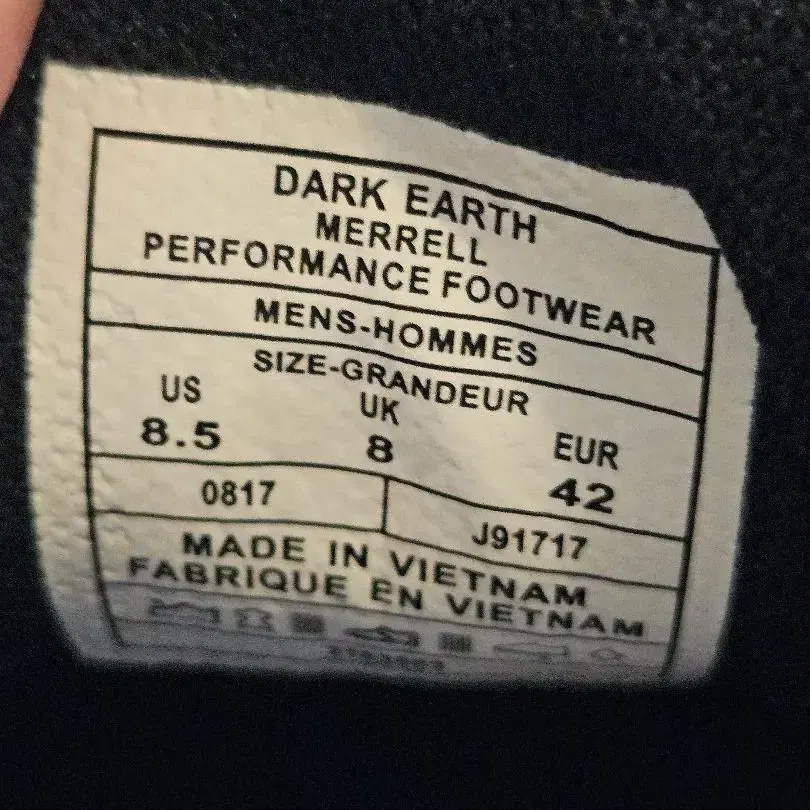 DARK EARTH
MERRELL
PERFORMANCE FOOTWEAR
MENS-HOMMES
SIZE-GRANDEUR
US UK EUR
8.5 8 42
0817 J91717
MADE IN VIETNAM
FABRIQUE EN VIETNAM